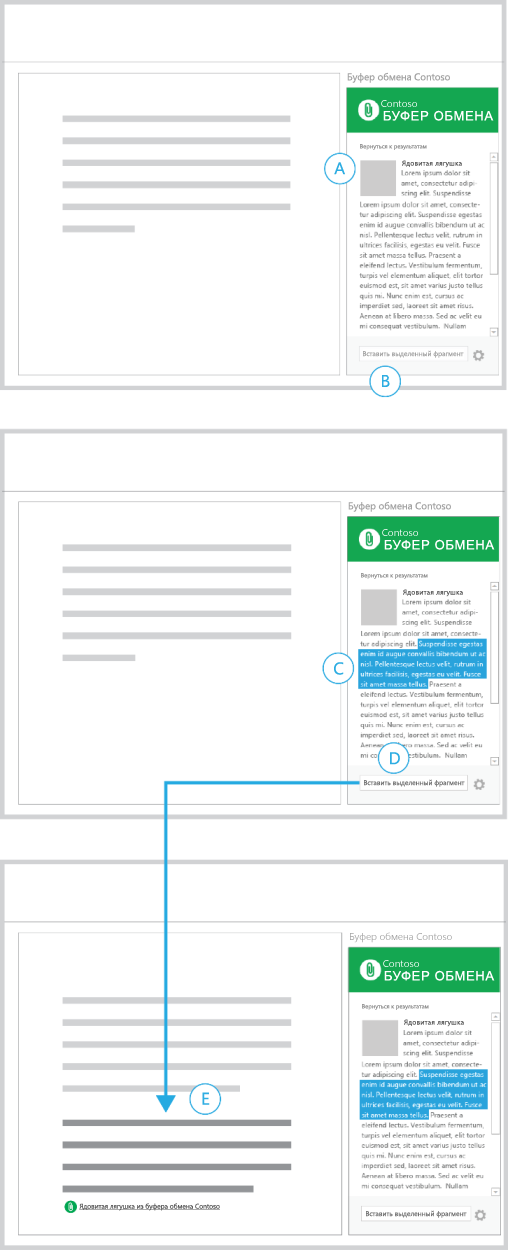 Буфер обмена Contoso
Contoso
БУФЕР ОБМЕНА
Вернуться к результатам
A
Ядовитая лягушка
Lorem ipsum dolor sit
amet, consectetur adipi-
scing elit. Suspendisse
Lorem ipsum dolor sit amet, consecte-
tur adipiscing elit. Suspendisse egestas
enim id augue convallis bibendum ut ac
nisl. Pellentesque lectus velit, rutrum in
ultrices facilisis, egestas eu velit. Fusce
sit amet massa tellus. Praesent a
eleifend lectus. Vestibulum fermentum,
turpis vel elementum aliquet, elit tortor
euismod est, sit amet varius justo tellus
quis mi. Nunc enim est, cursus ac
imperdiet sed, laoreet sit amet risus.
Aenean at libero massa. Sed ac velit eu
mi consequat vestibulum. Nullam
Вставить выделенный фрагмент
B
Буфер обмена Contoso
Contoso
БУФЕР ОБМЕНА
Вернуться к результатам
Ядовитая лягушка
Lorem ipsum dolor sit
amet, consectetur adipi-
scing elit. Suspendisse
Lorem ipsum dolor sit amet, consecte-
tur adipiscing elit. Suspendisse egestas
enim id augue convallis bibendum ut ac
nisl. Pellentesque lectus velit, rutrum in
C
ultrices facilisis, egestas eu velit. Fusce
sit amet massa tellus. Praesent a
eleifend lectus. Vestibulum fermentum,
turpis vel elementum aliquet, elit tortor
euismod est, sit amet varius justo tellus
quis mi. Nunc enim est, cursus ac
imperdiet sed, laoreet sit amet risus.
massa. Sed ac velit eu
D
Nullam
Вставить выделенный фрагмент
Буфер обмена Contoso
Contoso
БУФЕР ОБМЕНА
Вернуться к результатам
Ядовитая лягушка
Lorem ipsum dolor sit
amet, consectetur adipi-
scing elit. Suspendisse
Lorem ipsum dolor sit amet, consecte-
tur adipiscing elit. Suspendisse egestas
enim id augue convallis bibendum ut ac
nisl. Pellentesque lectus velit, rutrum in
ultrices facilisis, egestas eu velit. Fusce
sit amet massa tellus. Praesent a
eleifend lectus. Vestibulum fermentum,
turpis vel elementum aliquet, elit tortor
euismod est, sit amet varius justo tellus
quis mi. Nunc enim est, cursus ac
imperdiet sed, laoreet sit amet risus.
Aenean at libero massa. Sed ac velit eu
mi consequat vestibulum. Nullam
Вставить выделенный фрагмент
E
Ядовитая лягушка из буфера обмена Contoso